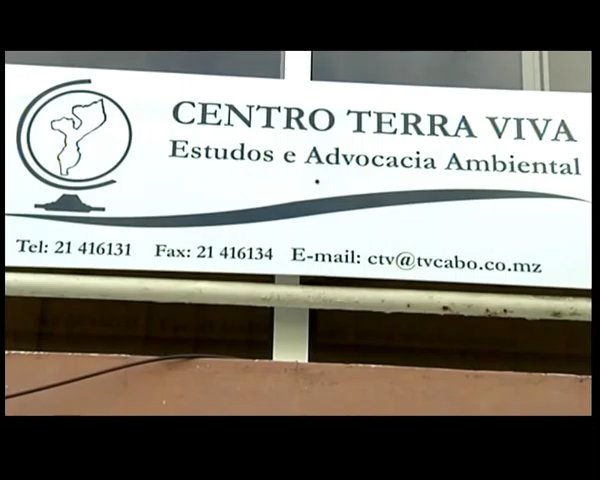 CENTRO TERRA VIVA
Estudos e Advocacia Ambiental
Tel: 21 416131 Fax: 21 416134 E-mail: ctv@tvcabo.co.mz